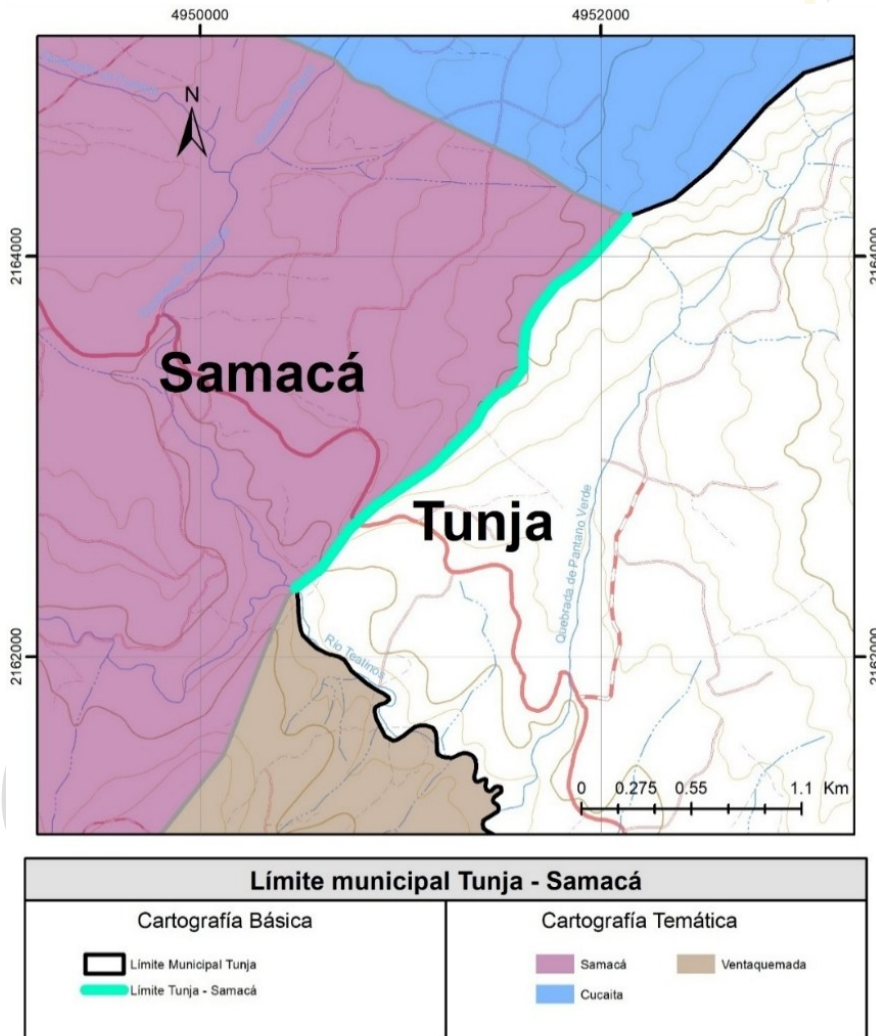 4950000 4952000
N
2164000 2164000
Samacá
Tunja
Quebrada de Pantano Verde
Río Teatinos
2162000 2162000
0 0.275 0.55 1.1 Km
Límite municipal Tunja - Samacá
Cartografía Básica
Límite Municipal Tunja
Límite Tunja - Samacá
Cartografía Temática
Samacá
Ventaquemada
Cucaita